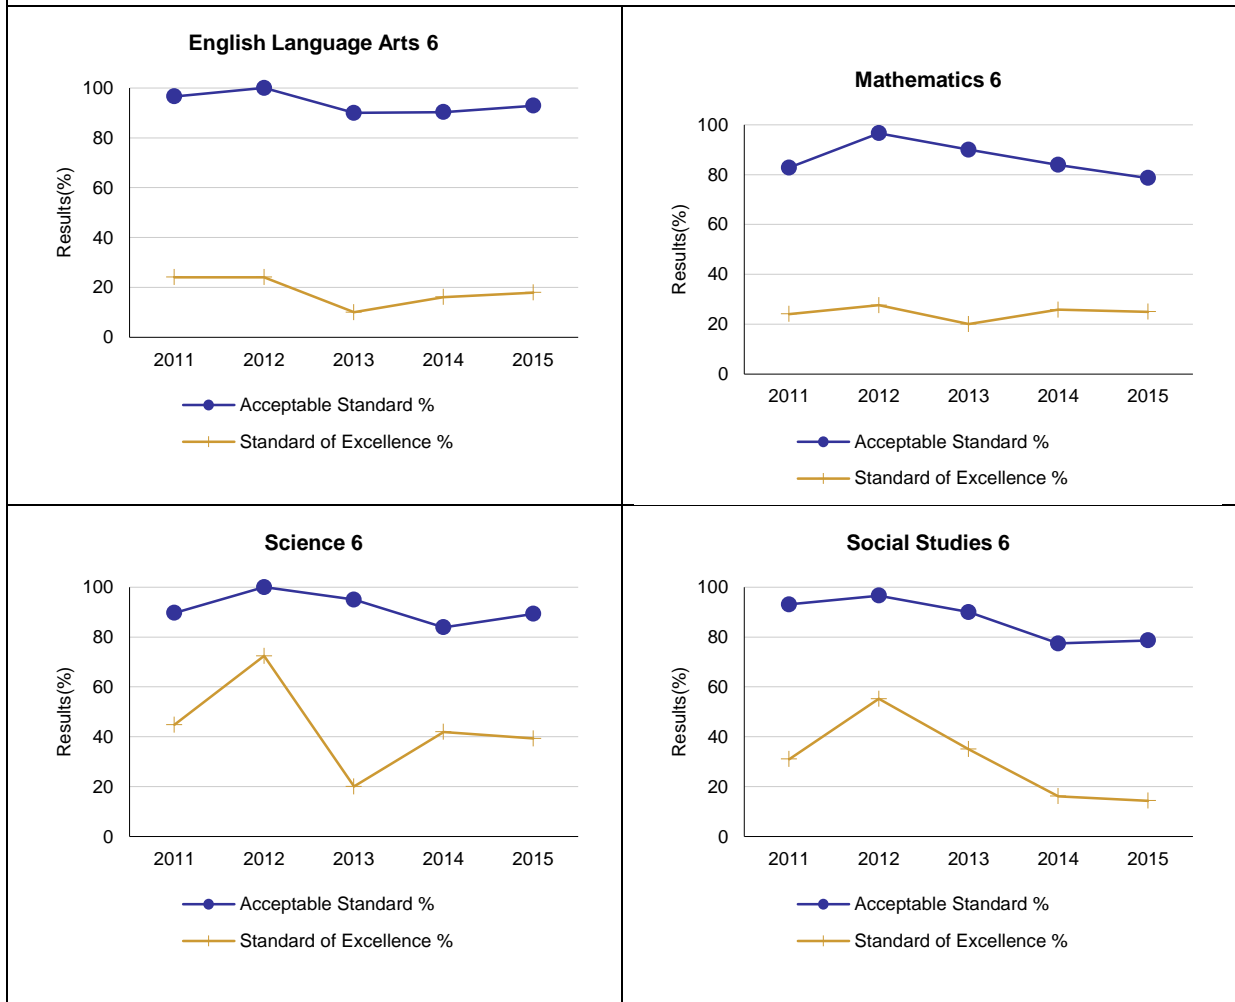 English Language Arts 6
100
80
60
40
20
0
Results(%)
2011 2012 2013 2014 2015
Acceptable Standard %
Standard of Excellence %
Mathematics 6
100
80
60
40
20
0
Results(%)
2011 2012 2013 2014 2015
Acceptable Standard %
Standard of Excellence %
Science 6
100
80
60
40
20
0
Results(%)
2011 2012 2013 2014 2015
Acceptable Standard %
Standard of Excellence %
Social Studies 6
100
80
60
40
20
0
Results(%)
2011 2012 2013 2014 2015
Acceptable Standard %
Standard of Excellence %